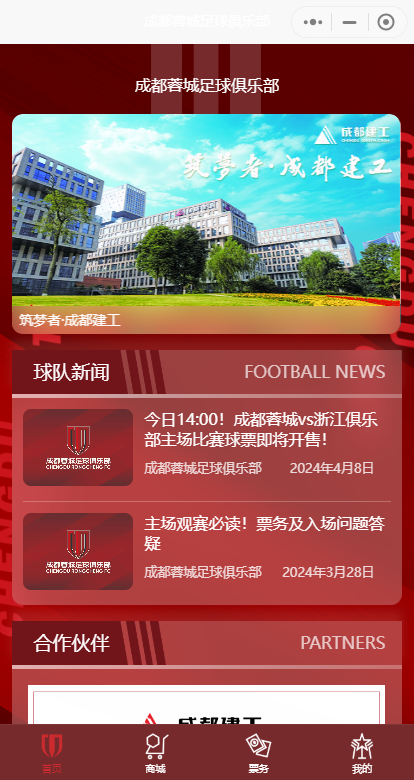 成都蓉城足球俱乐部
成都蓉城足球俱乐部
成都建工
筑梦者·成都建工
筑梦者·成都建工
球队新闻
FOOTBALL NEWS
今日14:00！成都蓉城vs浙江俱乐
部主场比赛球票即将开售！
成都蓉城足球俱乐部
2024年4月8日
成都蓉城足球俱乐部
CHENGDU RONGCHENG FC
主场观赛必读！票务及入场问题答
疑
成都蓉城足球俱乐部
2024年3月28日
成都蓉城足球俱乐部
CHENGDU RONGCHENG FC
合作伙伴
PARTNERS
成都建工
首页
商城
票务
我的